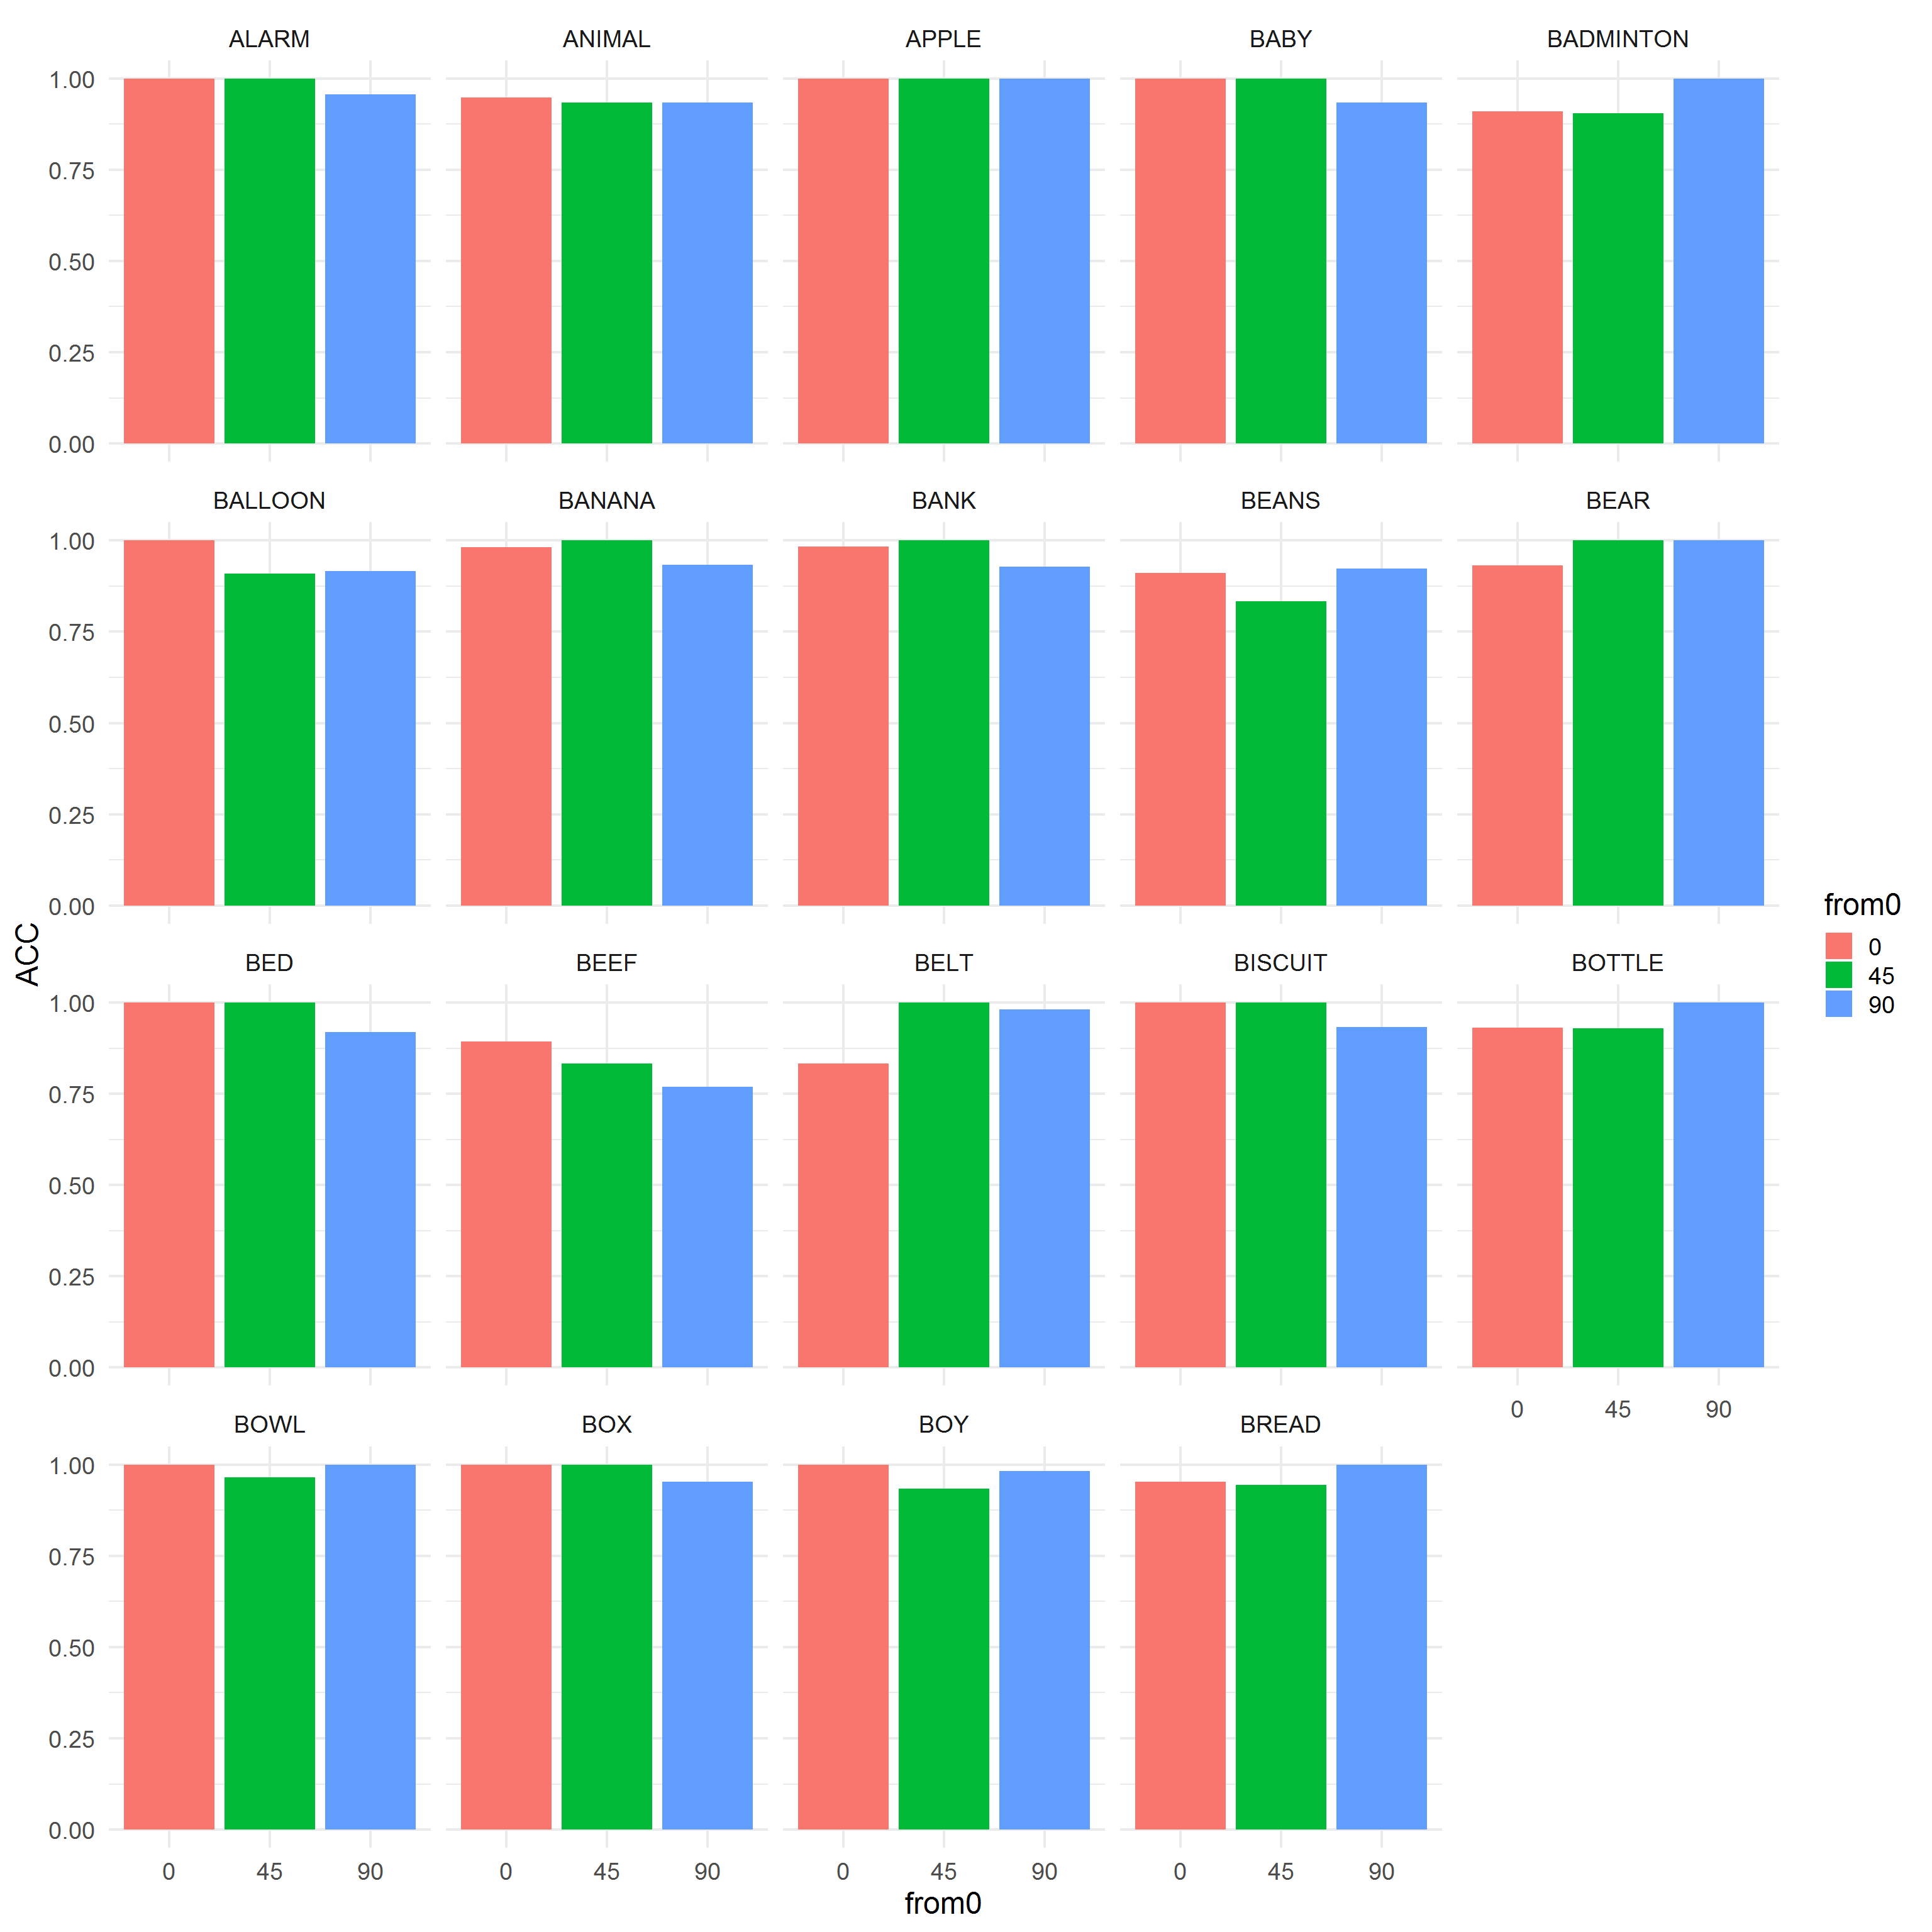 ALARM ANIMAL APPLE BABY BADMINTON
1.00
0.75
0.50
0.25
0.00
BALLOON BANANA BANK BEANS BEAR
1.00
0.75
0.50
0.25
0.00
BED BEEF BELT BISCUIT BOTTLE
1.00
0.75
0.50
0.25
0.00
0 45 90
BOWL BOX BOY BREAD
1.00
0.75
0.50
0.25
0.00
0 45 90 0 45 90 0 45 90 0 45 90
from0
ACC
from0
0
45
90